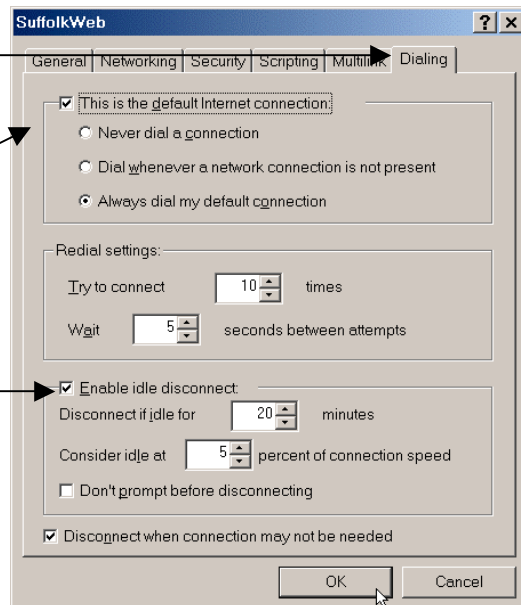 SuffolkWeb
General Networking Security Scripting Multilink Dialing
This is the default Internet connection:
Never dial a connection
Dial whenever a network connection is not present
Always dial my default connection
Redial settings:
Try to connect 10 times
Wait 5 seconds between attempts
Enable idle disconnect:
Disconnect if idle for 20 minutes
Consider idle at 5 percent of connection speed
Don't prompt before disconnecting
Disconnect when connection may not be needed
OK Cancel